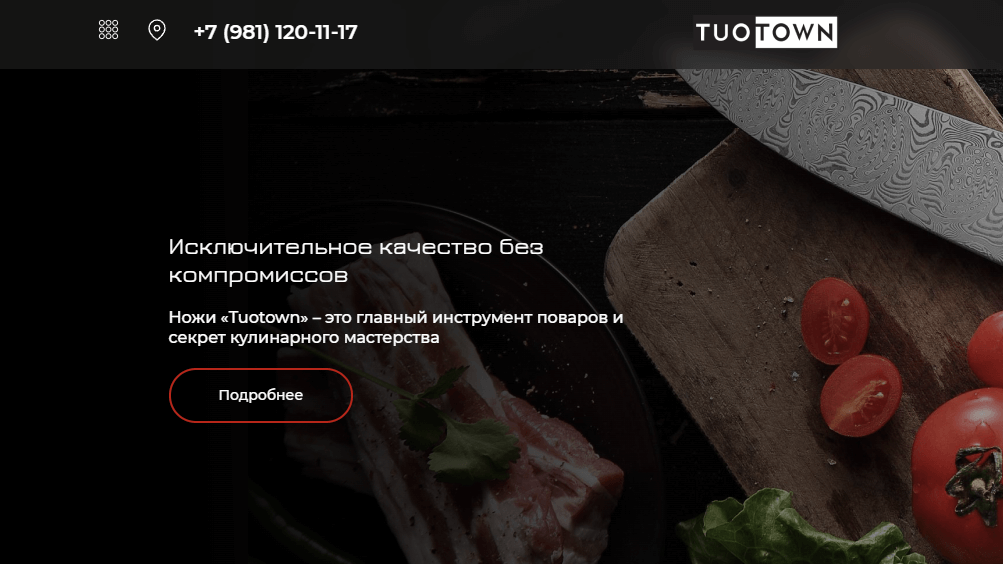 +7 (981) 120-11-17
TUOTOWN
Исключительное качество без
компромиссов
Ножи «Tuotown» – это главный инструмент поваров и
секрет кулинарного мастерства
Подробнее